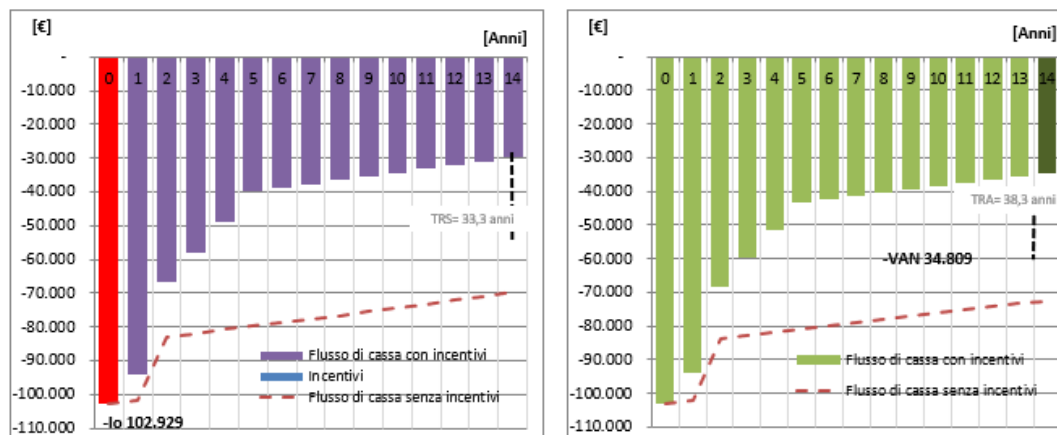 [€]
[Anni]
-
0 1 2 3 4 5 6 7 8 9 10 11 12 13 14
-10.000
-20.000
-30.000
-40.000
TRS= 33,3 anni
-50.000
-60.000
-70.000
-80.000
-90.000
-100.000
-110.000
Flusso di cassa con incentivi
Incentivi
Flusso di cassa senza incentivi
-Io 102.929
[€]
[Anni]
-
0 1 2 3 4 5 6 7 8 9 10 11 12 13 14
-10.000
-20.000
-30.000
-40.000
TRA= 38,3 anni
-50.000
-60.000
-VAN 34.809
-70.000
-80.000
-90.000
-100.000
-110.000
Flusso di cassa con incentivi
Flusso di cassa senza incentivi